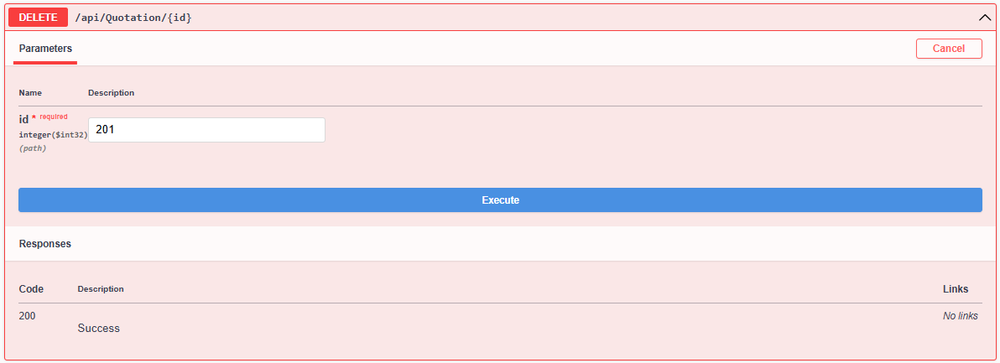 DELETE /api/Quotation/{id}
Parameters
Cancel
Name Description
id * required
integer($int32)
(path)
201
Execute
Responses
Code Description Links
200
Success
No links